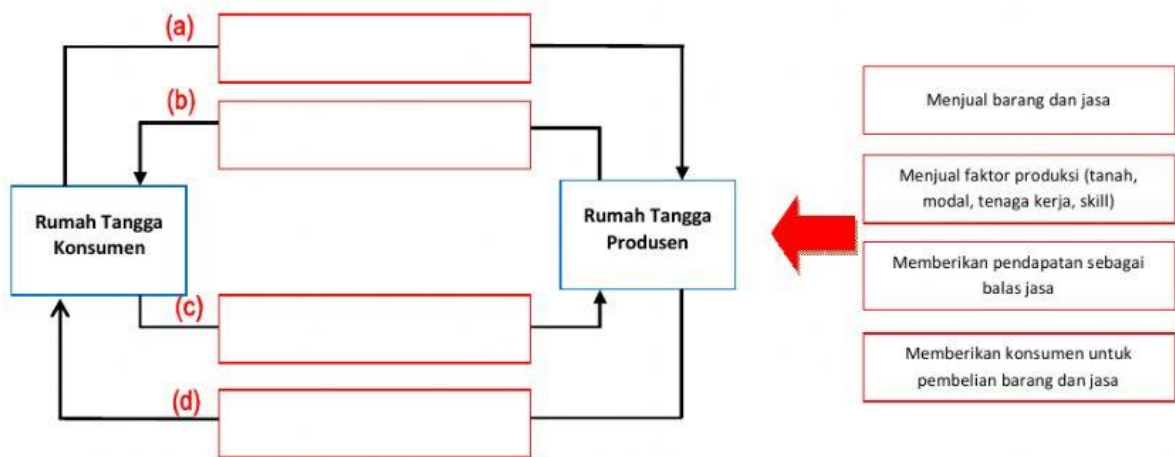 (a)
(b)
Rumah Tangga
Konsumen
Rumah Tangga
Produsen
(c)
(d)
Menjual barang dan jasa
Menjual faktor produksi (tanah,
modal, tenaga kerja, skill)
Memberikan pendapatan sebagai
balas jasa
Memberikan konsumen untuk
pembelian barang dan jasa